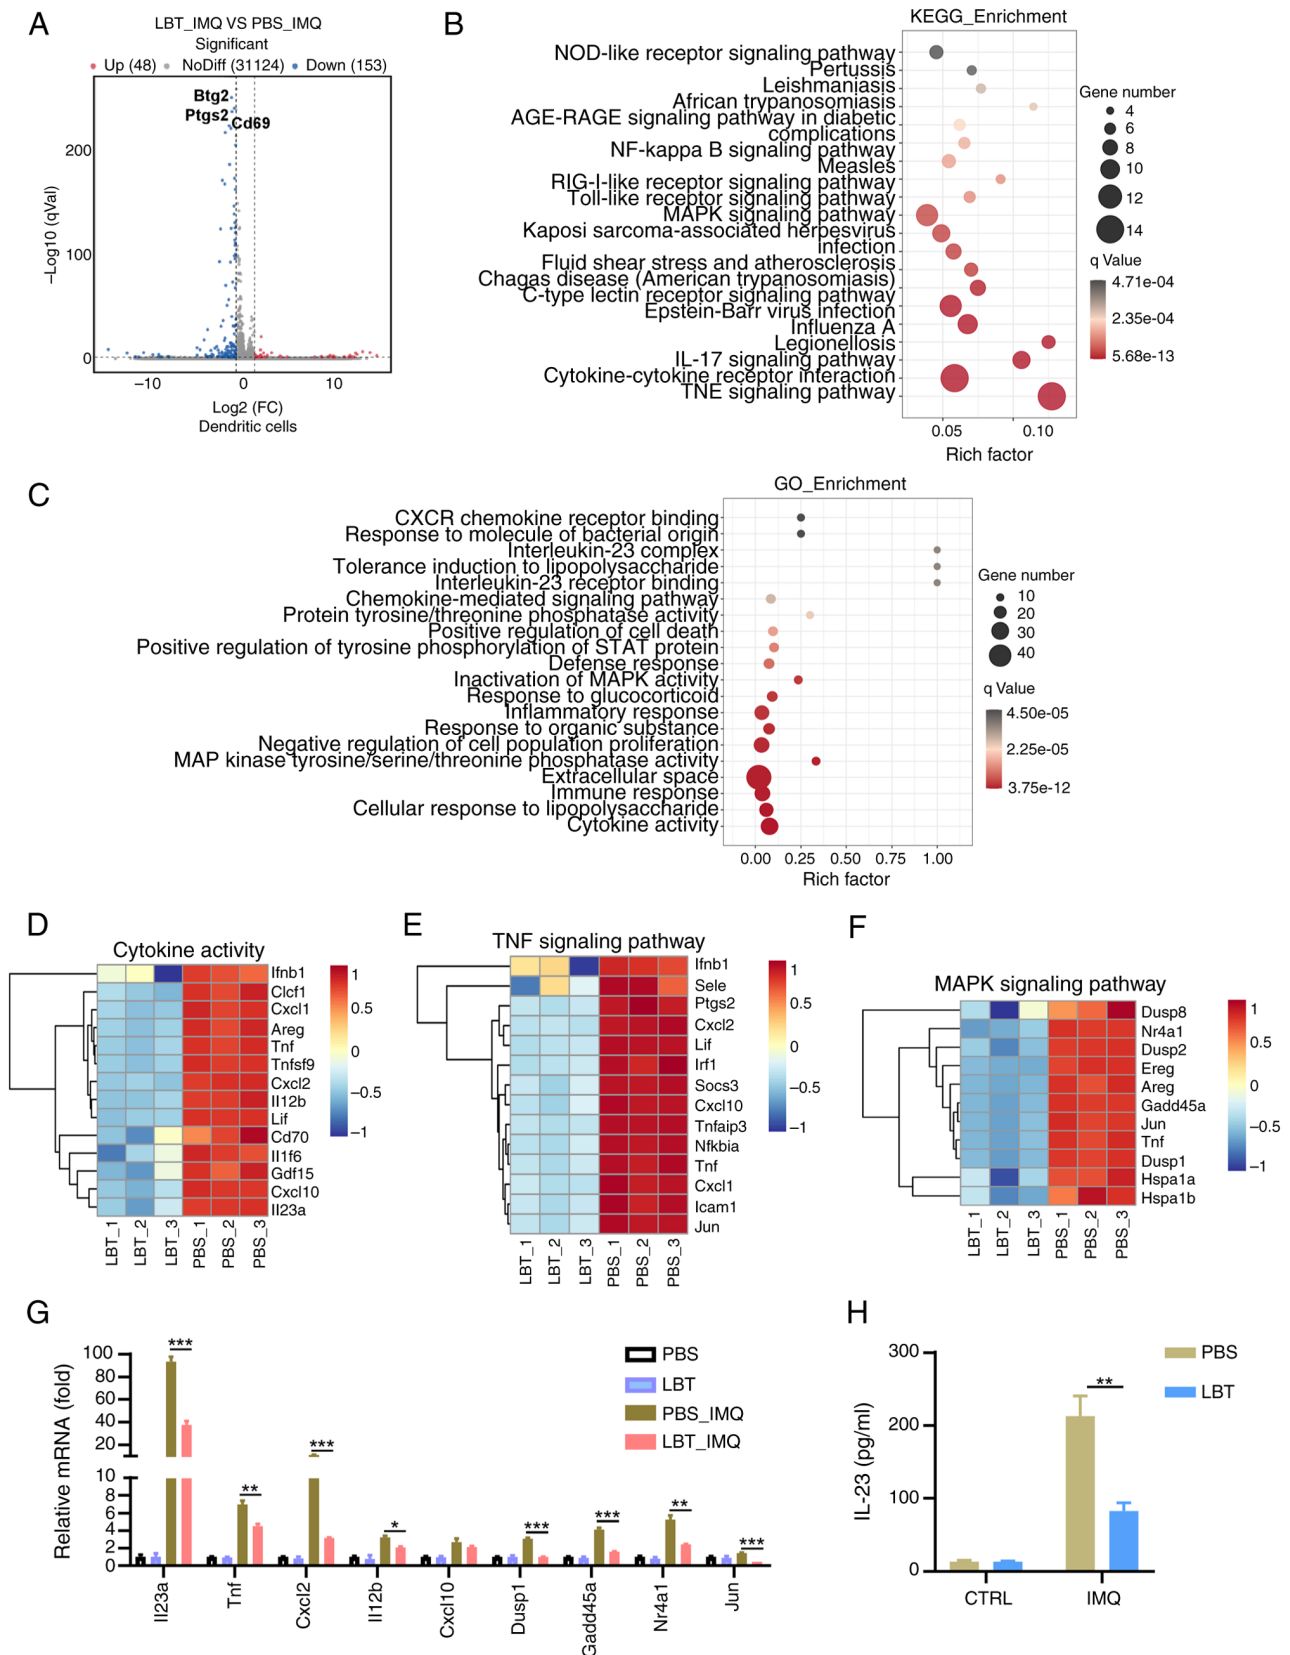 A
LBT_IMQ VS PBS_IMQ
Significant
Up (48) NoDiff (31124) Down (153)
Btg2
Ptgs2
Cd69
200
100
0
−Log10 (qVal)
−10 0 10
Log2 (FC)
Dendritic cells
B
KEGG_Enrichment
NOD-like receptor signaling pathway
Pertussis
Leishmaniasis
African trypanosomiasis
AGE-RAGE signaling pathway in diabetic
complications
NF-kappa B signaling pathway
Measles
RIG-I-like receptor signaling pathway
Toll-like receptor signaling pathway
MAPK signaling pathway
Kaposi sarcoma-associated herpesvirus
infection
Fluid shear stress and atherosclerosis
Chagas disease (American trypanosomiasis)
C-type lectin receptor signaling pathway
Epstein-Barr virus infection
Influenza A
Legionellosis
IL-17 signaling pathway
Cytokine-cytokine receptor interaction
TNE signaling pathway
0.05 0.10
Rich factor
Gene number
4
6
8
10
12
14
q Value
4.71e-04
2.35e-04
5.68e-13
C
GO_Enrichment
CXCR chemokine receptor binding
Response to molecule of bacterial origin
Interleukin-23 complex
Tolerance induction to lipopolysaccharide
Interleukin-23 receptor binding
Chemokine-mediated signaling pathway
Protein tyrosine/threonine phosphatase activity
Positive regulation of cell death
Positive regulation of tyrosine phosphorylation of STAT protein
Defense response
Inactivation of MAPK activity
Response to glucocorticoid
Inflammatory response
Response to organic substance
Negative regulation of cell population proliferation
MAP kinase tyrosine/serine/threonine phosphatase activity
Extracellular space
Immune response
Cellular response to lipopolysaccharide
Cytokine activity
0.00 0.25 0.50 0.75 1.00
Rich factor
Gene number
10
20
30
40
q Value
4.50e-05
2.25e-05
3.75e-12
D
Cytokine activity
Ifnb1
Clcf1
Cxcl1
Areg
Tnf
Tnfsf9
Cxcl2
Il12b
Lif
Cd70
Il1f6
Gdf15
Cxcl10
Il23a
LBT_1 LBT_2 LBT_3 PBS_1 PBS_2 PBS_3
1
0.5
0
−0.5
−1
E
TNF signaling pathway
Ifnb1
Sele
Ptgs2
Cxcl2
Lif
Irf1
Socs3
Cxcl10
Tnfaip3
Nfkbia
Tnf
Cxcl1
Icam1
Jun
LBT_1 LBT_2 LBT_3 PBS_1 PBS_2 PBS_3
1
0.5
0
−0.5
−1
F
MAPK signaling pathway
Dusp8
Nr4a1
Dusp2
Ereg
Areg
Gadd45a
Jun
Tnf
Dusp1
Hspa1a
Hspa1b
LBT_1 LBT_2 LBT_3 PBS_1 PBS_2 PBS_3
1
0.5
0
−0.5
−1
G
Relative mRNA (fold)
100
80
60
40
20
10
8
6
4
2
0
*** ** *** * *** *** ** ***
Il23a Tnf Cxcl2 Il12b Cxcl10 Dusp1 Gadd45a Nr4a1 Jun
PBS
LBT
PBS_IMQ
LBT_IMQ
H
IL-23 (pg/ml)
300
200
100
0
**
CTRL IMQ
PBS
LBT